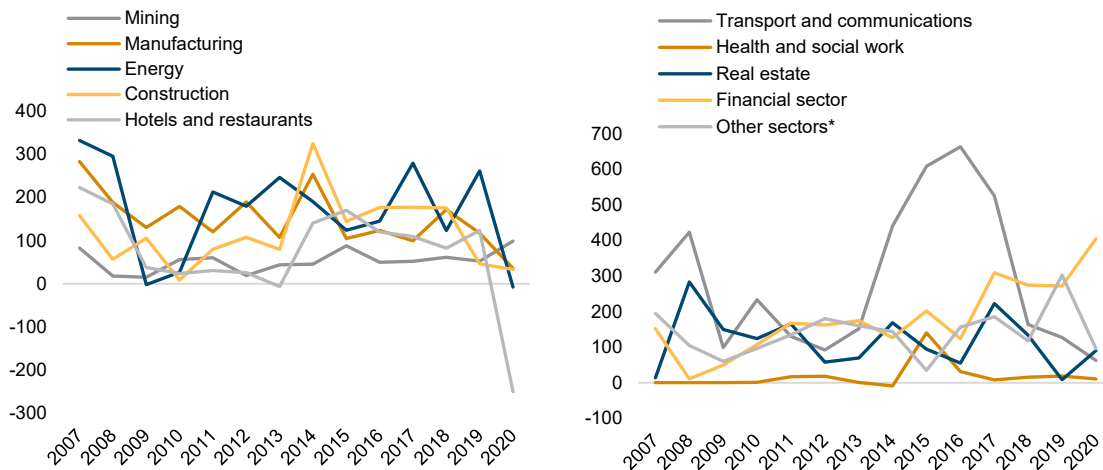 Mining
Manufacturing
Energy
Construction
Hotels and restaurants
400
300
200
100
0
-100
-200
-300
2007 2008 2009 2010 2011 2012 2013 2014 2015 2016 2017 2018 2019 2020
Transport and communications
Health and social work
Real estate
Financial sector
Other sectors*
700
600
500
400
300
200
100
0
-100
2007 2008 2009 2010 2011 2012 2013 2014 2015 2016 2017 2018 2019 2020